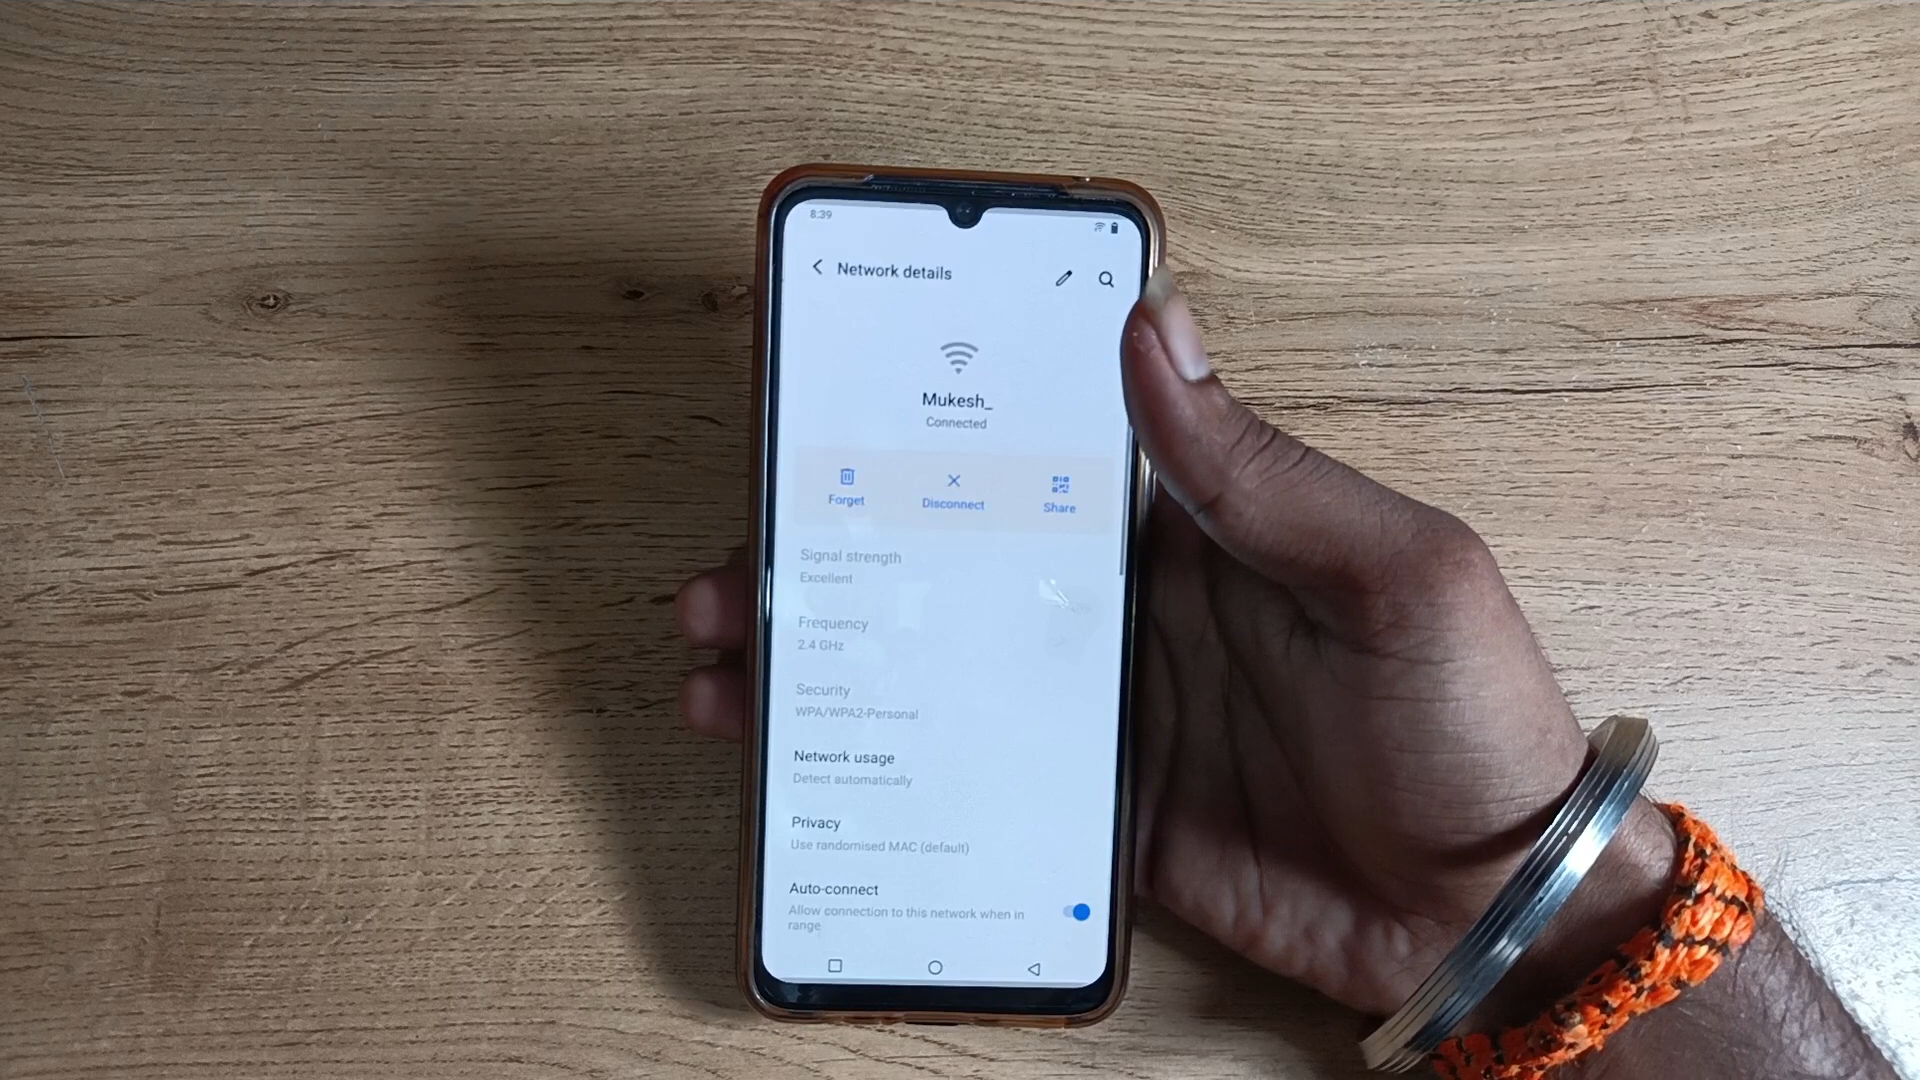 8:39
Network details
Mukesh_
Connected
Forget
Disconnect
Share
Signal strength
Excellent
Frequency
2.4 GHz
Security
WPA/WPA2-Personal
Network usage
Detect automatically
Privacy
Use randomised MAC (default)
Auto-connect
Allow connection to this network when in
range